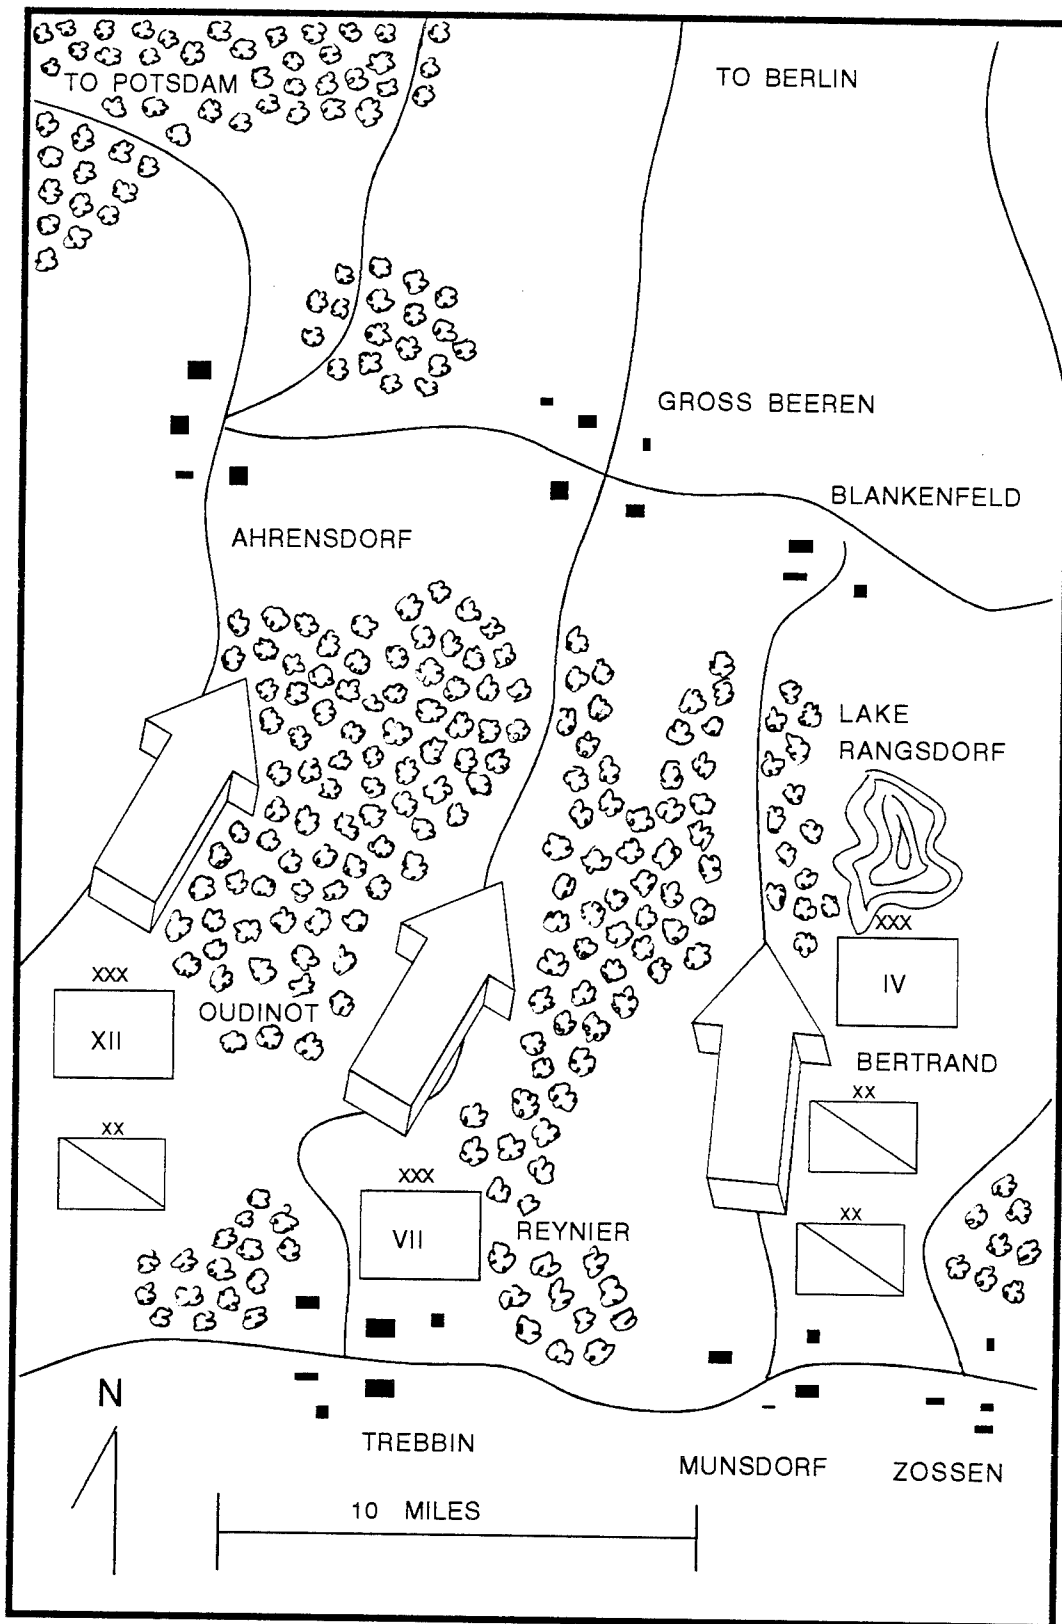 TO POTSDAM
TO BERLIN
GROSS BEEREN
BLANKENFELD
AHRENSDORF
LAKE
RANGSDORF
XXX
IV
XXX
XII
OUDINOT
BERTRAND
XX
XX
XXX
VII
REYNIER
XX
N
TREBBIN
MUNSDORF
ZOSSEN
10 MILES